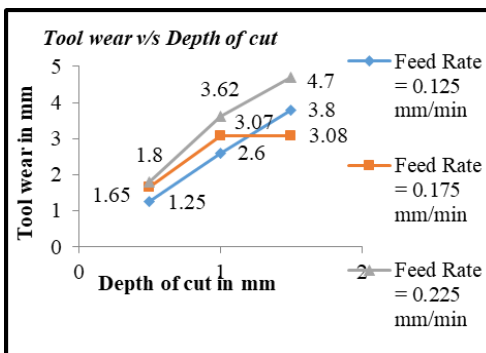 Tool wear v/s Depth of cut
Tool wear in mm
5
4
3
2
1
0
0
1
2
Depth of cut in mm
1.65
1.8
1.25
3.62
3.07
2.6
4.7
3.8
3.08
Feed Rate
= 0.125
mm/min
Feed Rate
= 0.175
mm/min
Feed Rate
= 0.225
mm/min